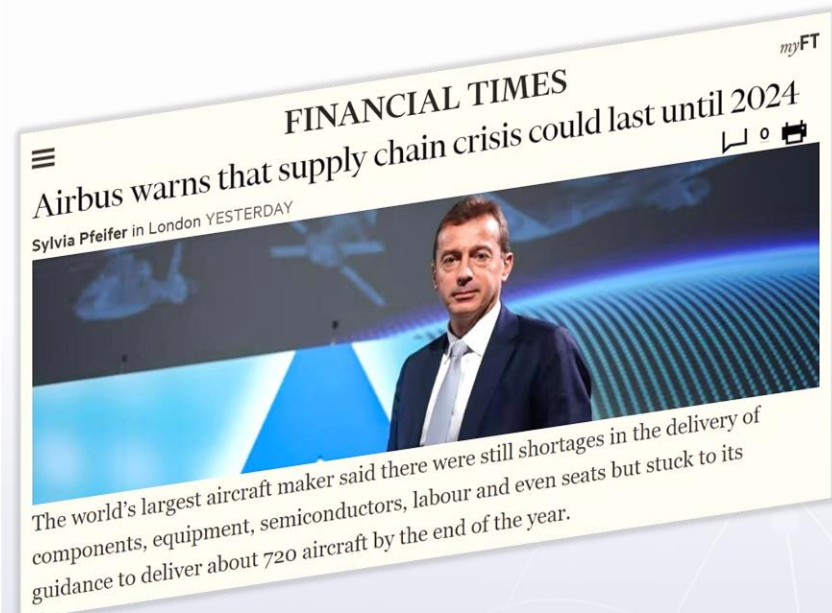 myFT
FINANCIAL TIMES
Airbus warns that supply chain crisis could last until 2024
0
Sylvia Pfeifer in London YESTERDAY
The world's largest aircraft maker said there were still shortages in the delivery of
components, equipment, semiconductors, labour and even seats but stuck to its
guidance to deliver about 720 aircraft by the end of the year.